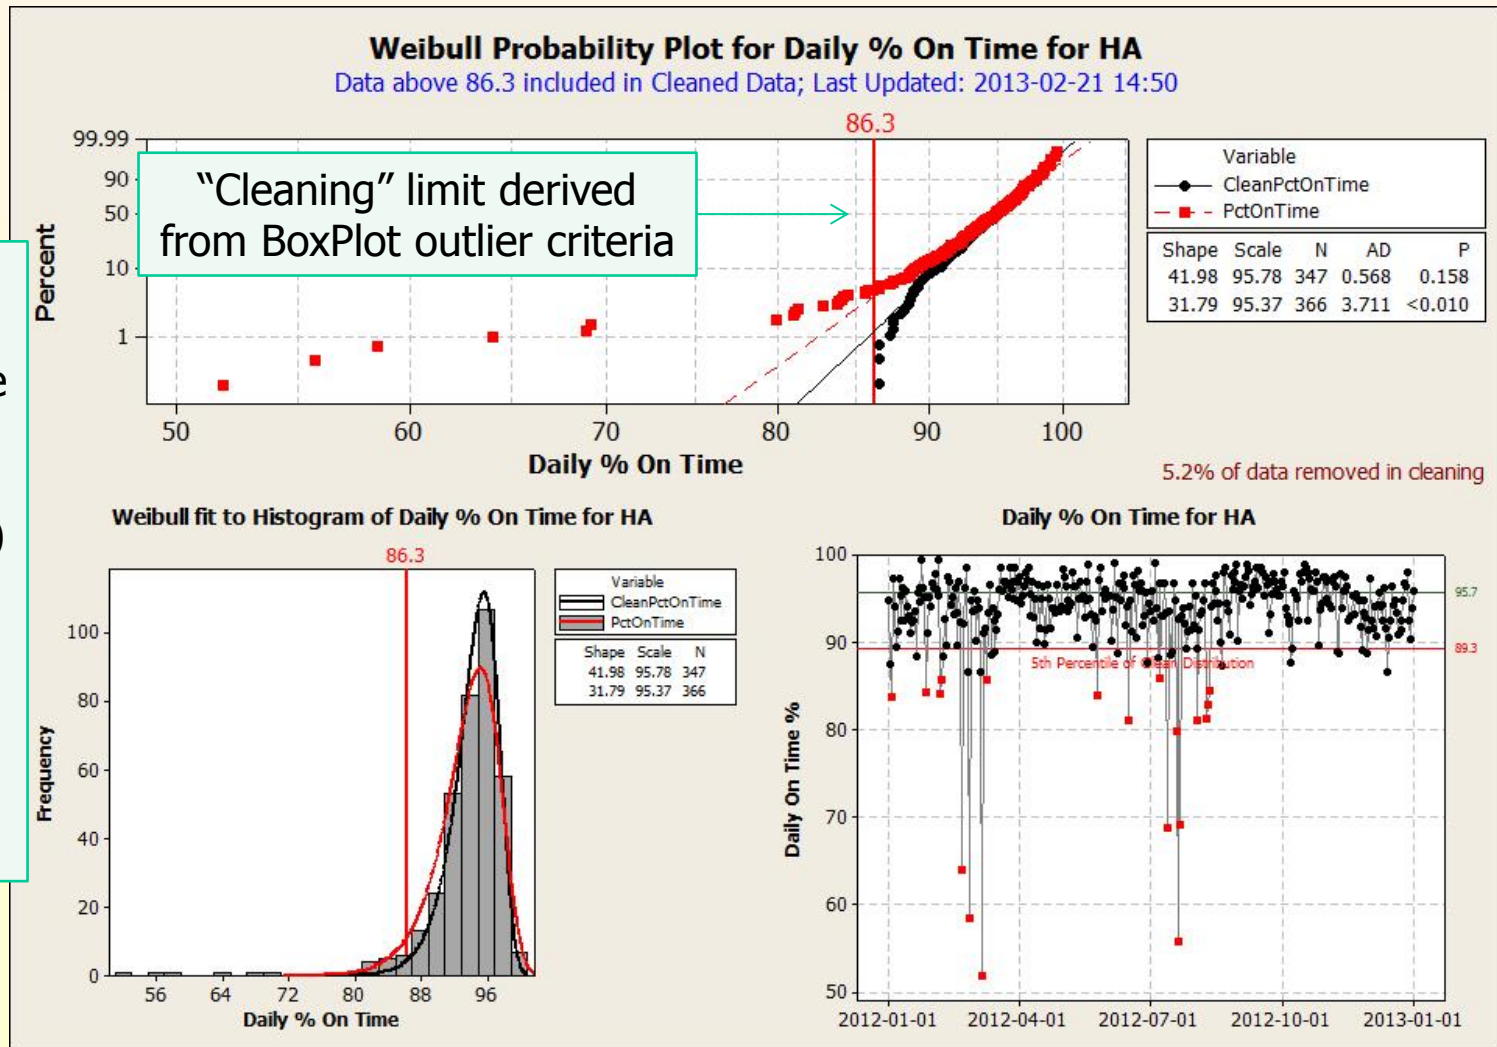 Weibull Probability Plot for Daily % On Time for HA
Data above 86.3 included in Cleaned Data; Last Updated: 2013-02-21 14:50
86.3
99.99
90
50
10
1
Percent
“Cleaning” limit derived
from BoxPlot outlier criteria
50 60 70 80 90 100
Daily % On Time
Variable
CleanPctOnTime
PctOnTime
Shape Scale N AD P
41.98 95.78 347 0.568 0.158
31.79 95.37 366 3.711 <0.010
5.2% of data removed in cleaning
e
)
Weibull fit to Histogram of Daily % On Time for HA
86.3
100
80
60
40
20
0
Frequency
56 64 72 80 88 96
Daily % On Time
Variable
CleanPctOnTime
PctOnTime
Shape Scale N
41.98 95.78 347
31.79 95.37 366
Daily % On Time for HA
100
90
80
70
60
50
Daily On Time %
95.7
89.3
5th Percentile of Clean Distribution
2012-01-01 2012-04-01 2012-07-01 2012-10-01 2013-01-01